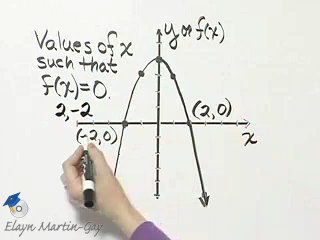 Values of x
such that
f(x)=0.
2,-2
y or f(x)
(-2,0)
(2,0)
x
Elayn Martin-Gay